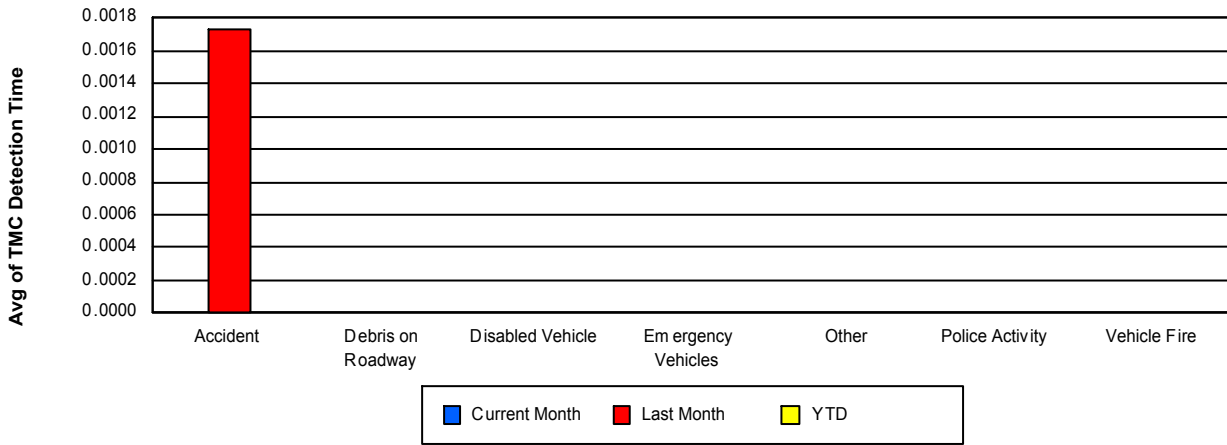 Avg of TMC Detection Time
0.0018
0.0016
0.0014
0.0012
0.0010
0.0008
0.0006
0.0004
0.0002
0.0000
Accident
Debris on
Roadway
Disabled Vehicle
Emergency
Vehicles
Other
Police Activity
Vehicle Fire
Current Month
Last Month
YTD